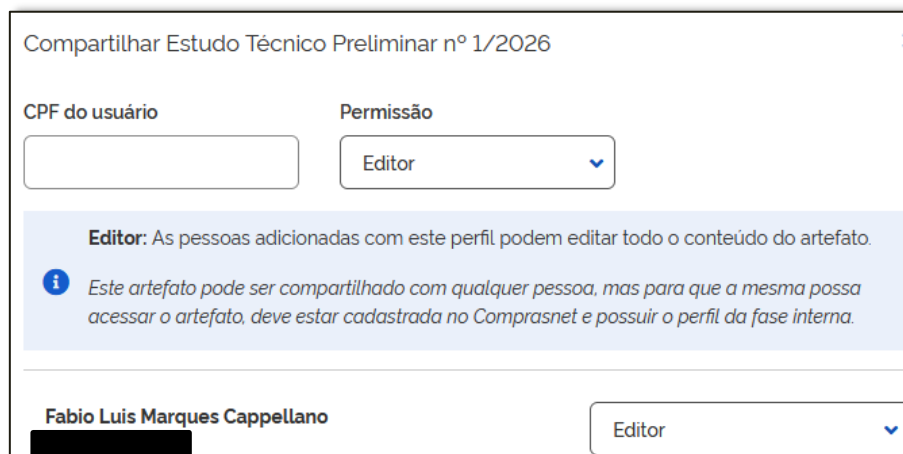 Compartilhar Estudo Técnico Preliminar nº 1/2026
CPF do usuário
Permissão
Editor
Editor: As pessoas adicionadas com este perfil podem editar todo o conteúdo do artefato.
Este artefato pode ser compartilhado com qualquer pessoa, mas para que a mesma possa
acessar o artefato, deve estar cadastrada no Comprasnet e possuir o perfil da fase interna.
Fabio Luis Marques Cappellano
Editor